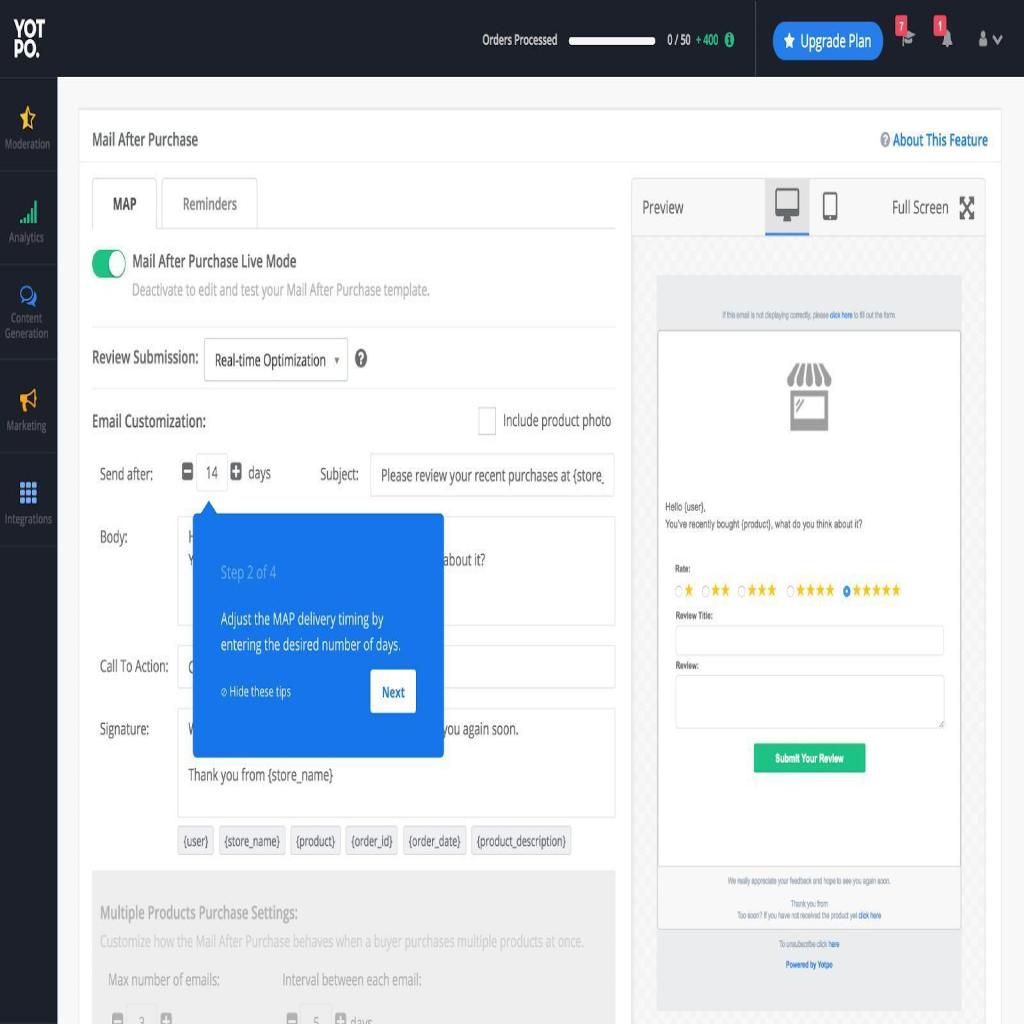 YOT
PO.
Orders Processed 0 / 50 + 400
Upgrade Plan
7
1
Moderation
Analytics
Content
Generation
Marketing
Integrations
Mail After Purchase
About This Feature
MAP
Reminders
Mail After Purchase Live Mode
Deactivate to edit and test your Mail After Purchase template.
Review Submission: Real-time Optimization
Email Customization:
Include product photo
Send after: 14 days
Subject: Please review your recent purchases at {store_
Body:
H
Y about it?
Step 2 of 4
Adjust the MAP delivery timing by
entering the desired number of days.
Hide these tips
Next
Call To Action:
Signature:
W you again soon.
Thank you from {store_name}
{user} {store_name} {product} {order_id} {order_date} {product_description}
Multiple Products Purchase Settings:
Customize how the Mail After Purchase behaves when a buyer purchases multiple products at once.
Max number of emails:
Interval between each email:
3
5 days
Preview
Full Screen
If this email is not displaying correctly, please click here to fill out the form.
Hello {user},
You've recently bought {product}, what do you think about it?
Rate:
Review Title:
Review:
Submit Your Review
We really appreciate your feedback and hope to see you again soon.
Thank you from
Too soon? If you have not received the product yet click here
To unsubscribe click here
Powered by Yotpo